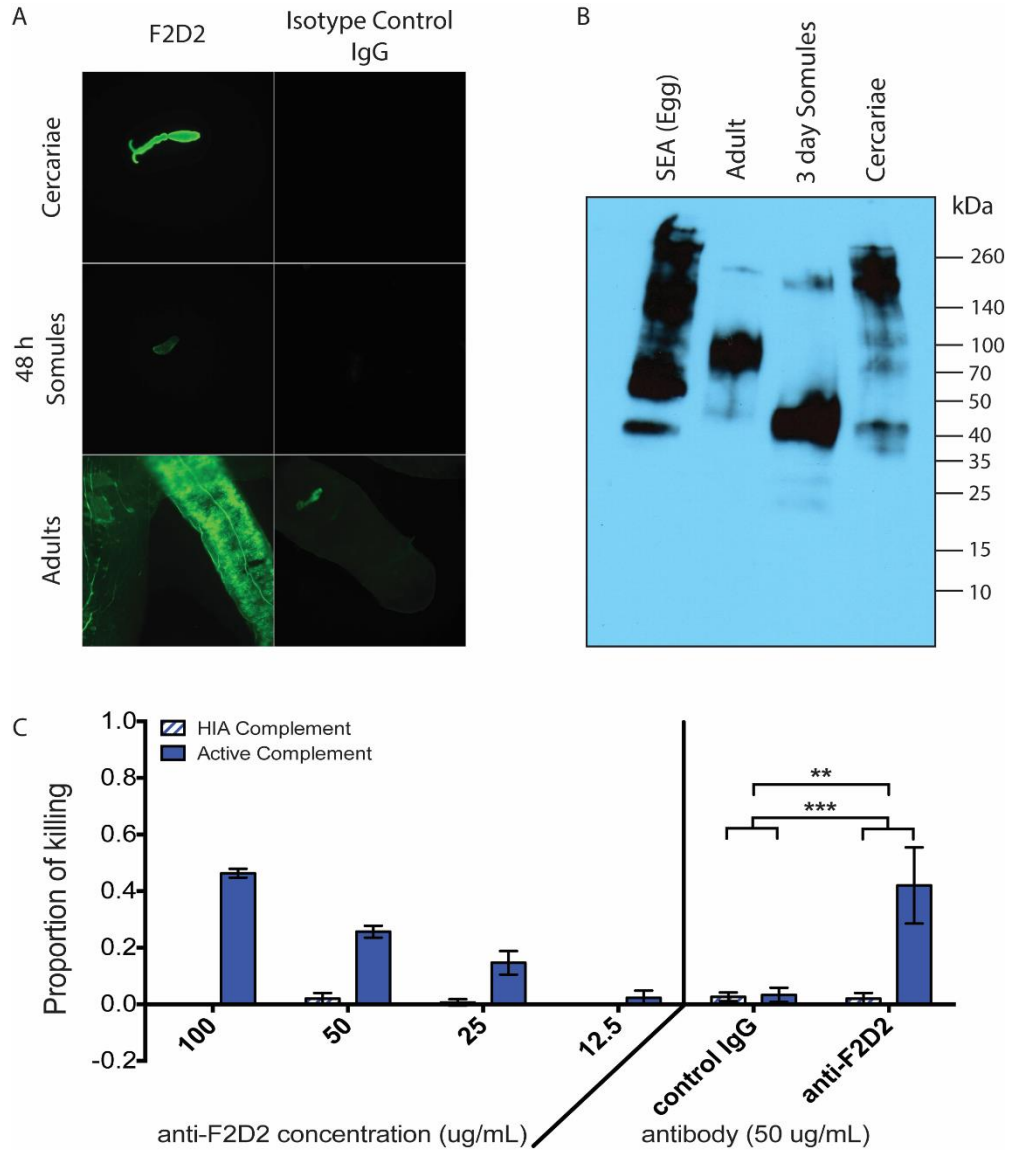 A
F2D2
Isotype Control
IgG
Cercariae
48 h
Somules
Adults
B
SEA (Egg)
Adult
3 day Somules
Cercariae
kDa
260
140
100
70
50
40
35
25
15
10
C
HIA Complement
Active Complement
Proportion of killing
1.0
0.8
0.6
0.4
0.2
0.0
-0.2
**
***
100
50
25
12.5
control IgG
anti-F2D2
anti-F2D2 concentration (ug/mL)
antibody (50 ug/mL)